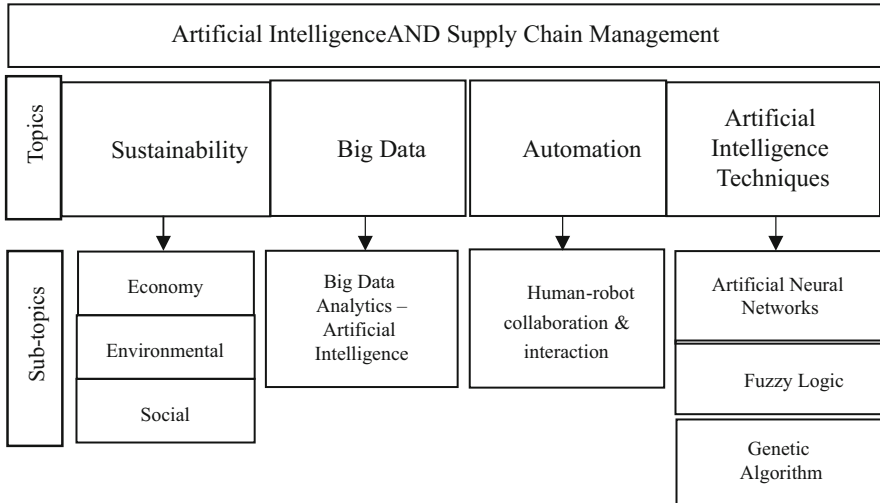 Artificial IntelligenceAND Supply Chain Management
Topics
Sustainability
Big Data
Automation
Artificial
Intelligence
Techniques
Sub-topics
Economy
Environmental
Social
Big Data
Analytics –
Artificial
Intelligence
Human-robot
collaboration &
interaction
Artificial Neural
Networks
Fuzzy Logic
Genetic
Algorithm